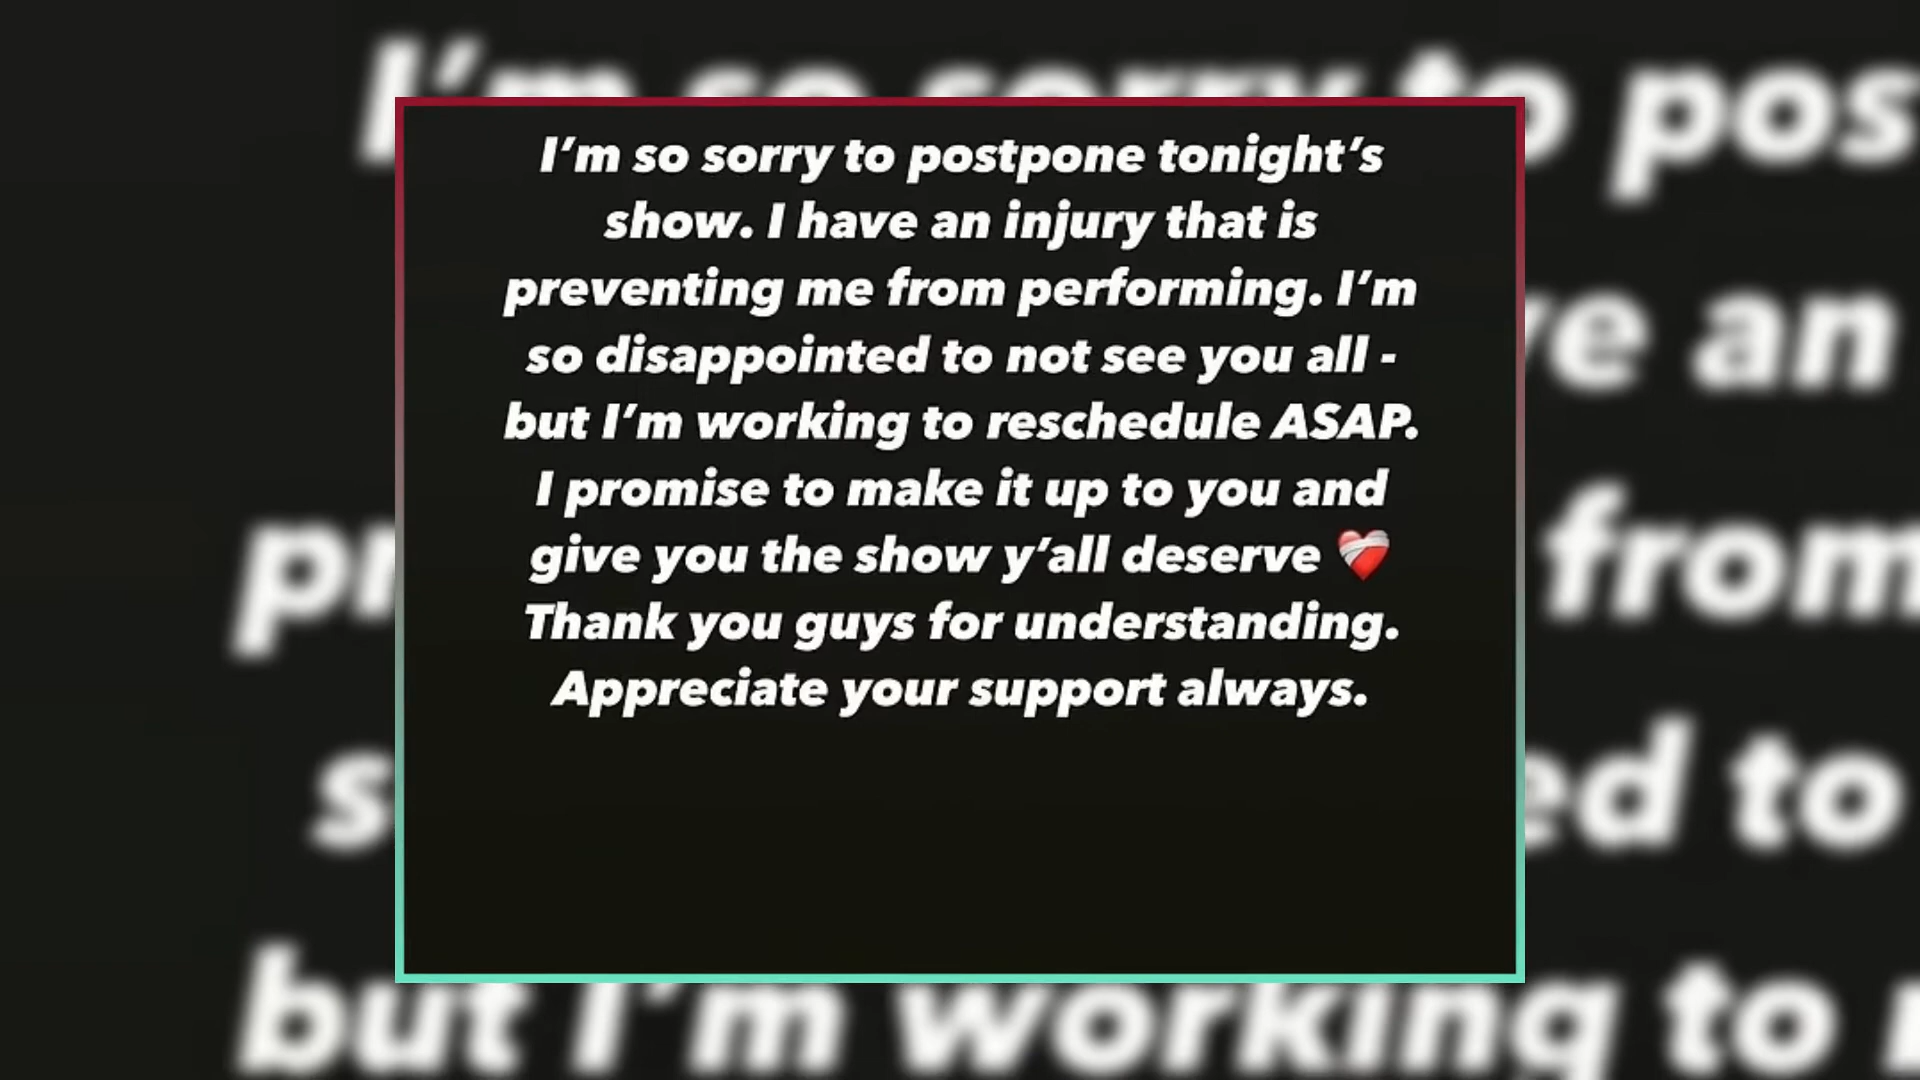 I’m so sorry to postpone tonight’s
show. I have an injury that is
preventing me from performing. I’m
so disappointed to not see you all -
but I’m working to reschedule ASAP.
I promise to make it up to you and
give you the show y’all deserve ❤️‍🩹
Thank you guys for understanding.
Appreciate your support always.